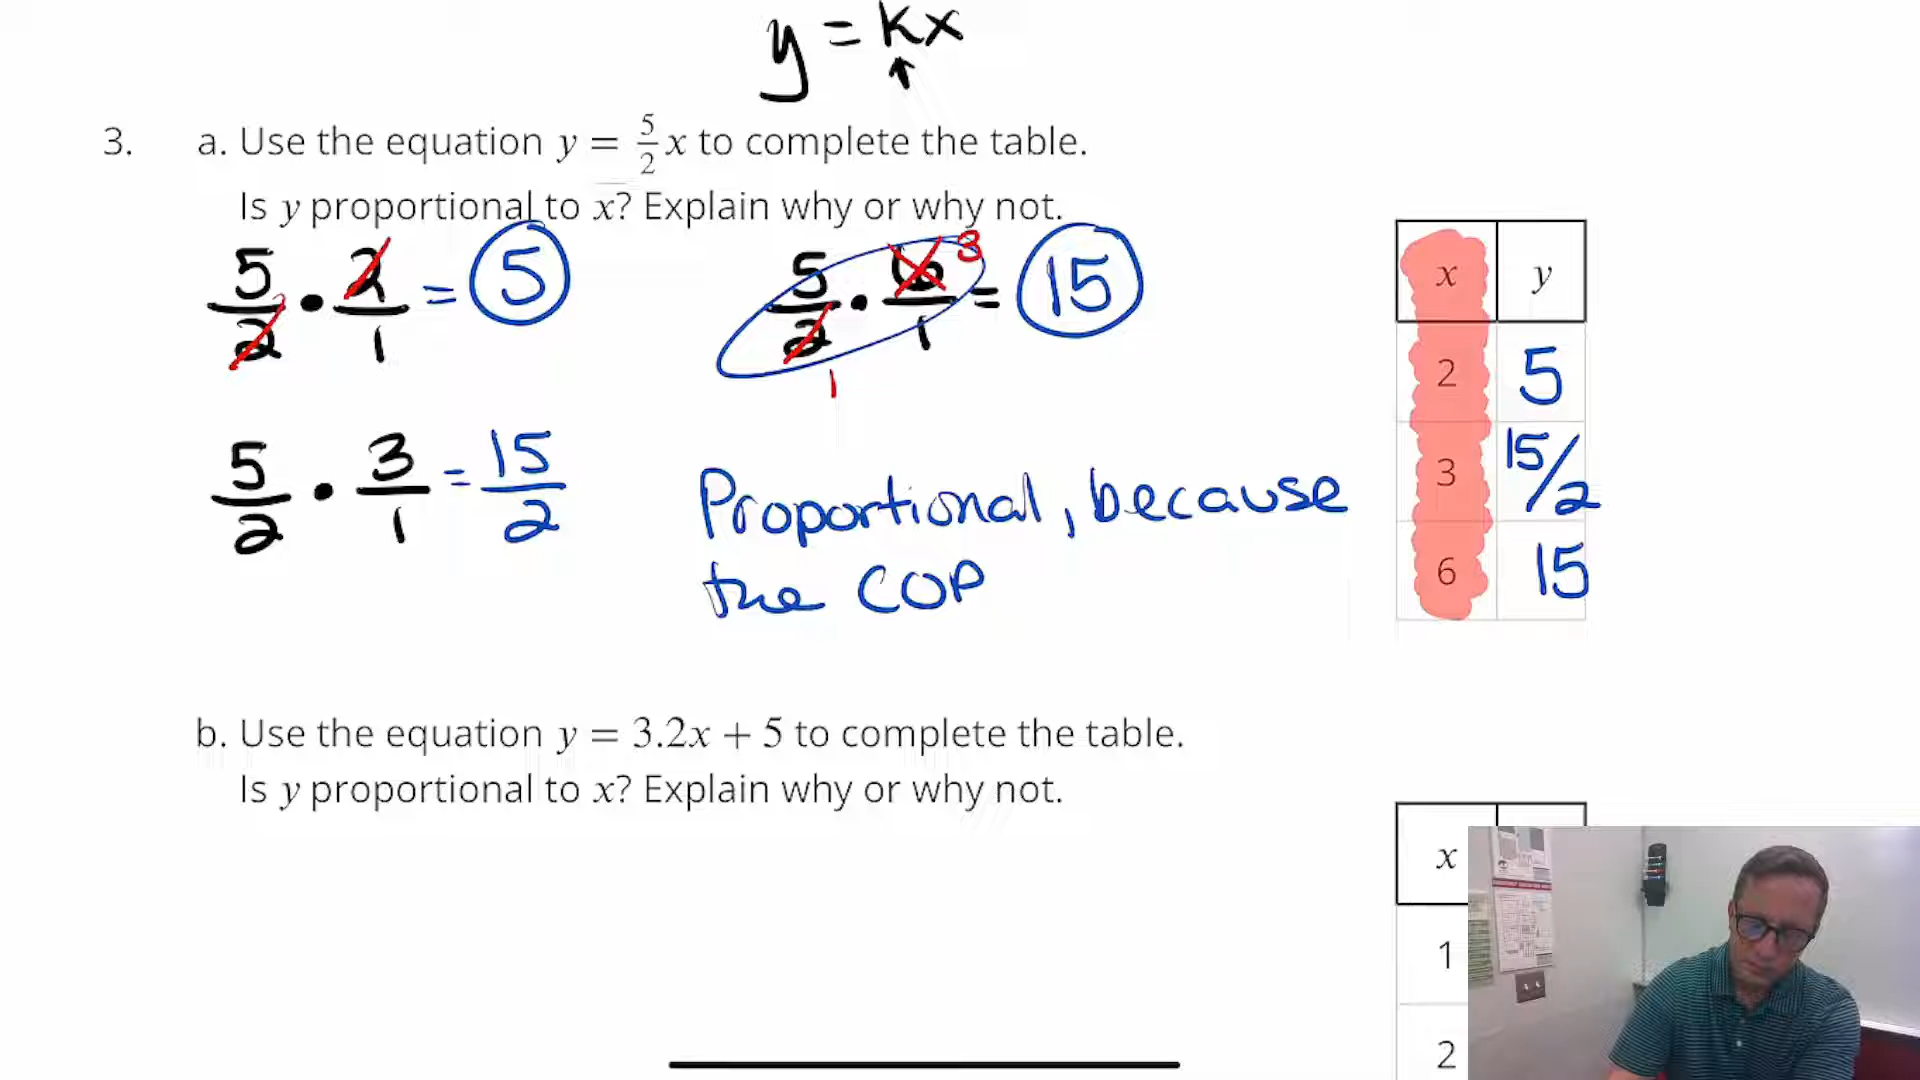 y = kx
3. a. Use the equation y = 5/2 x to complete the table.
Is y proportional to x? Explain why or why not.
5/2 • 2/1 = 5
5/2 • 6/1 = 15
3
1
5/2 • 3/1 = 15/2
Proportional, because
the COP
x y
2 5
3 15/2
6 15
b. Use the equation y = 3.2x + 5 to complete the table.
Is y proportional to x? Explain why or why not.
x
1
2